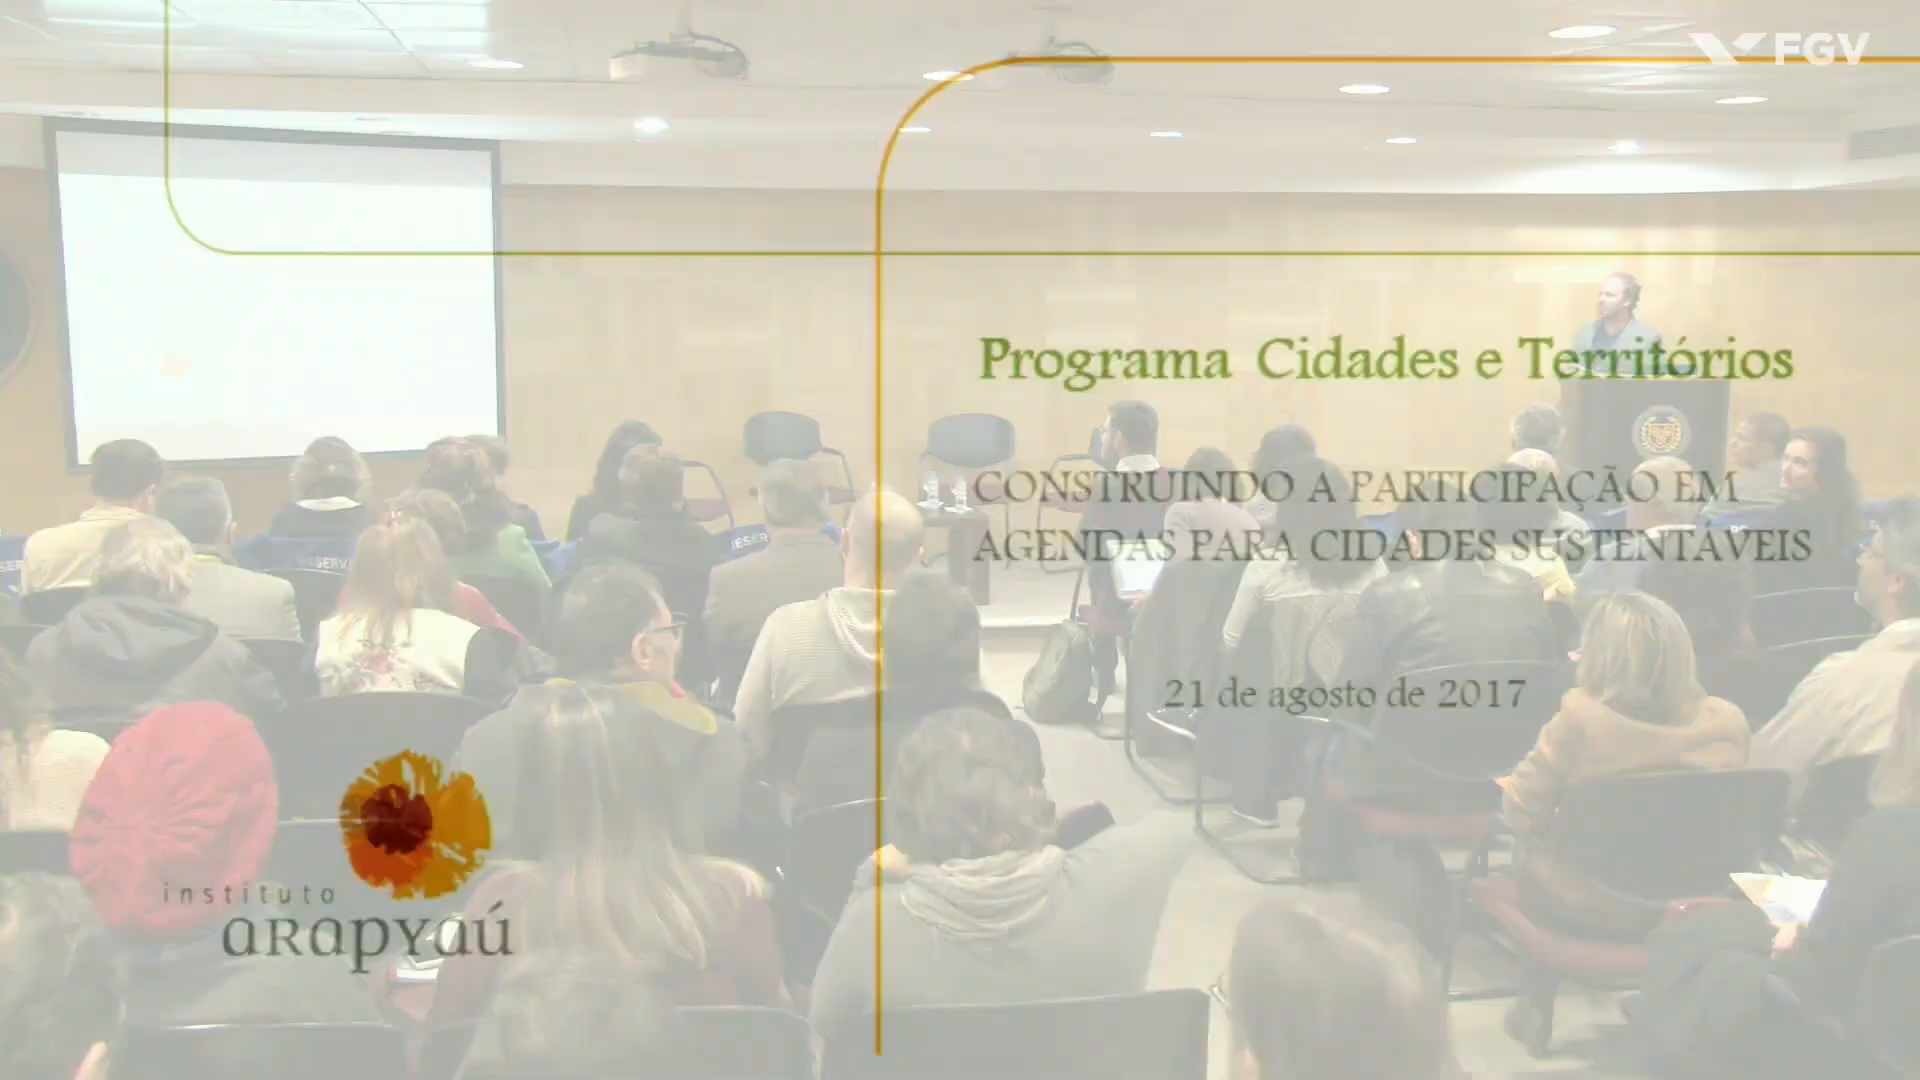 FGV
Programa Cidades e Territórios
CONSTRUINDO A PARTICIPAÇÃO EM
AGENDAS PARA CIDADES SUSTENTÁVEIS
21 de agosto de 2017
instituto
arapyaú